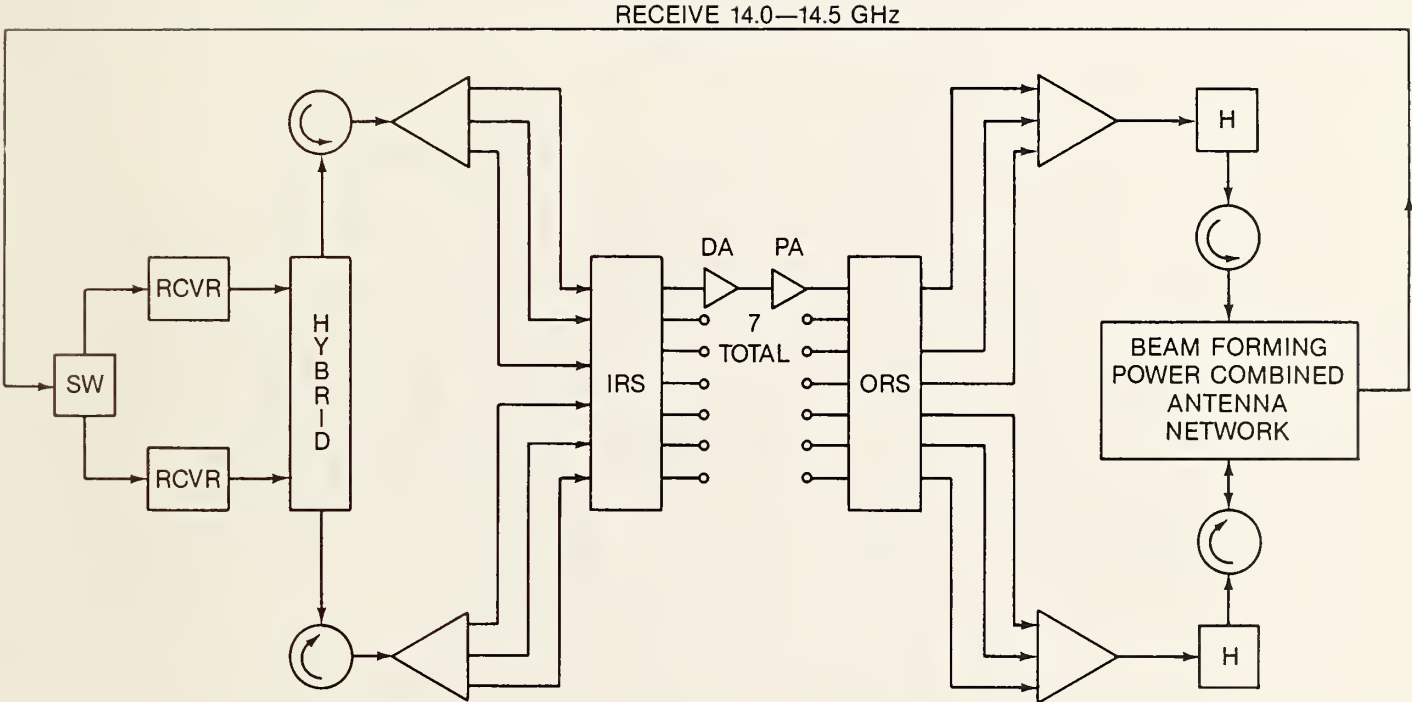 RECEIVE 14.0—14.5 GHz
H
DA PA
RCVR
HYBRID
7
TOTAL
BEAM FORMING
POWER COMBINED
ANTENNA
NETWORK
SW
IRS
ORS
RCVR
H